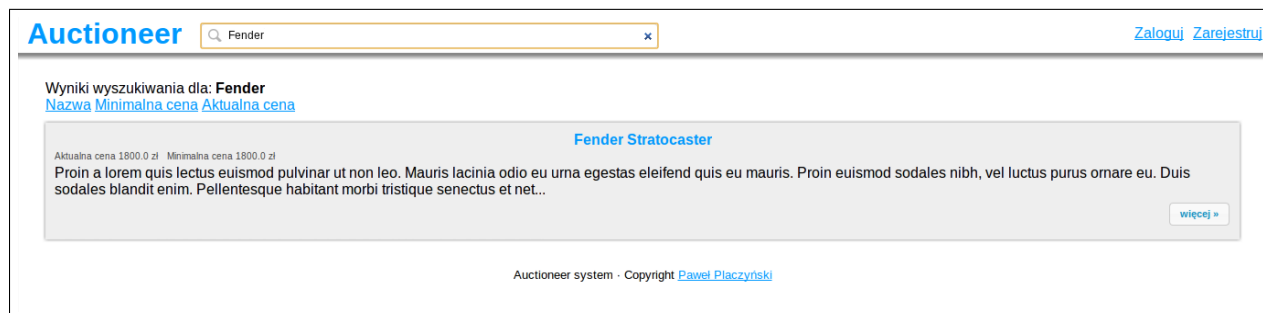 Auctioneer Fender × Zaloguj Zarejestruj
Wyniki wyszukiwania dla: Fender
Nazwa Minimalna cena Aktualna cena
Fender Stratocaster
Aktualna cena 1800.0 zł Minimalna cena 1800.0 zł
Proin a lorem quis lectus euismod pulvinar ut non leo. Mauris lacinia odio eu urna egestas eleifend quis eu mauris. Proin euismod sodales nibh, vel luctus purus ornare eu. Duis
sodales blandit enim. Pellentesque habitant morbi tristique senectus et net...
więcej »
Auctioneer system · Copyright Paweł Płaczyński